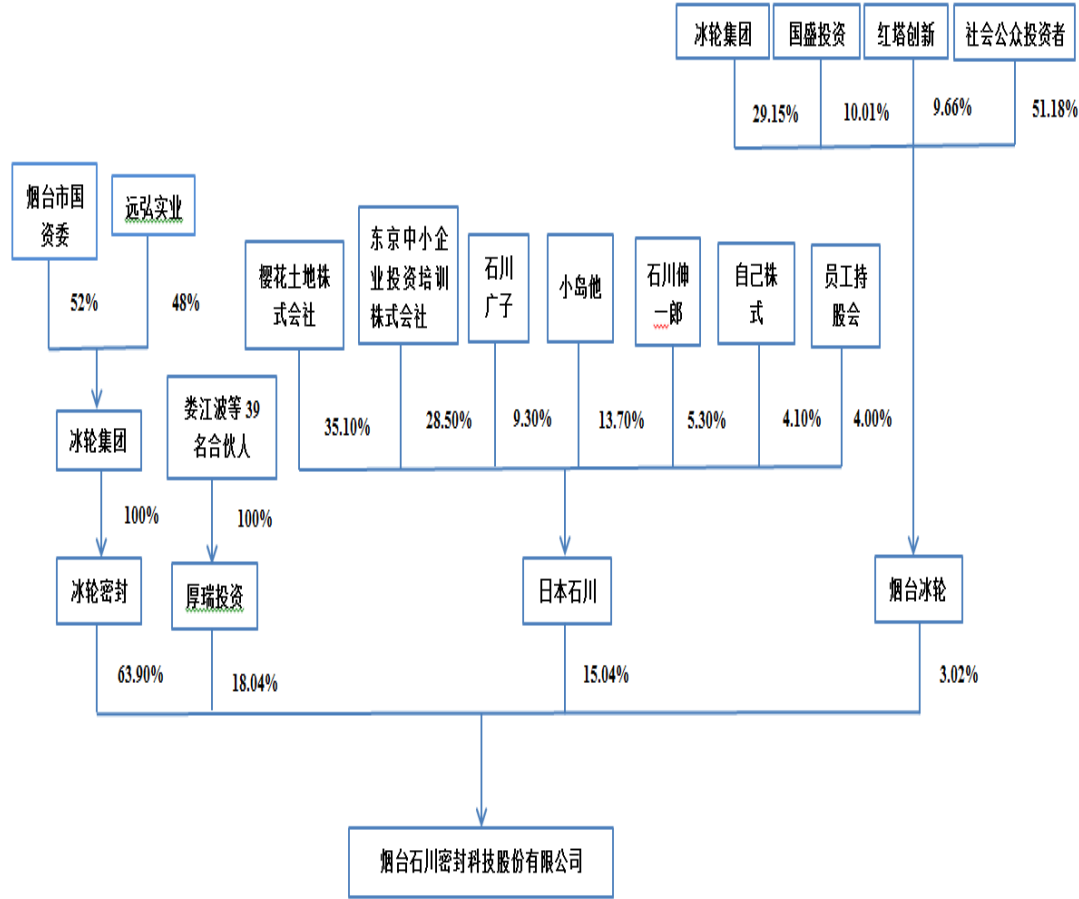 冰轮集团
国盛投资
红塔创新
社会公众投资者
29.15%
10.01%
9.66%
51.18%
烟台市国
资委
远弘实业
52%
48%
樱花土地株
式会社
东京中小企
业投资培训
株式会社
石川
广子
小岛他
石川伸
一郎
自己株
式
员工持
股会
35.10%
28.50%
9.30%
13.70%
5.30%
4.10%
4.00%
冰轮集团
娄江波等 39
名合伙人
100%
100%
冰轮密封
厚瑞投资
日本石川
烟台冰轮
63.90%
18.04%
15.04%
3.02%
烟台石川密封科技股份有限公司